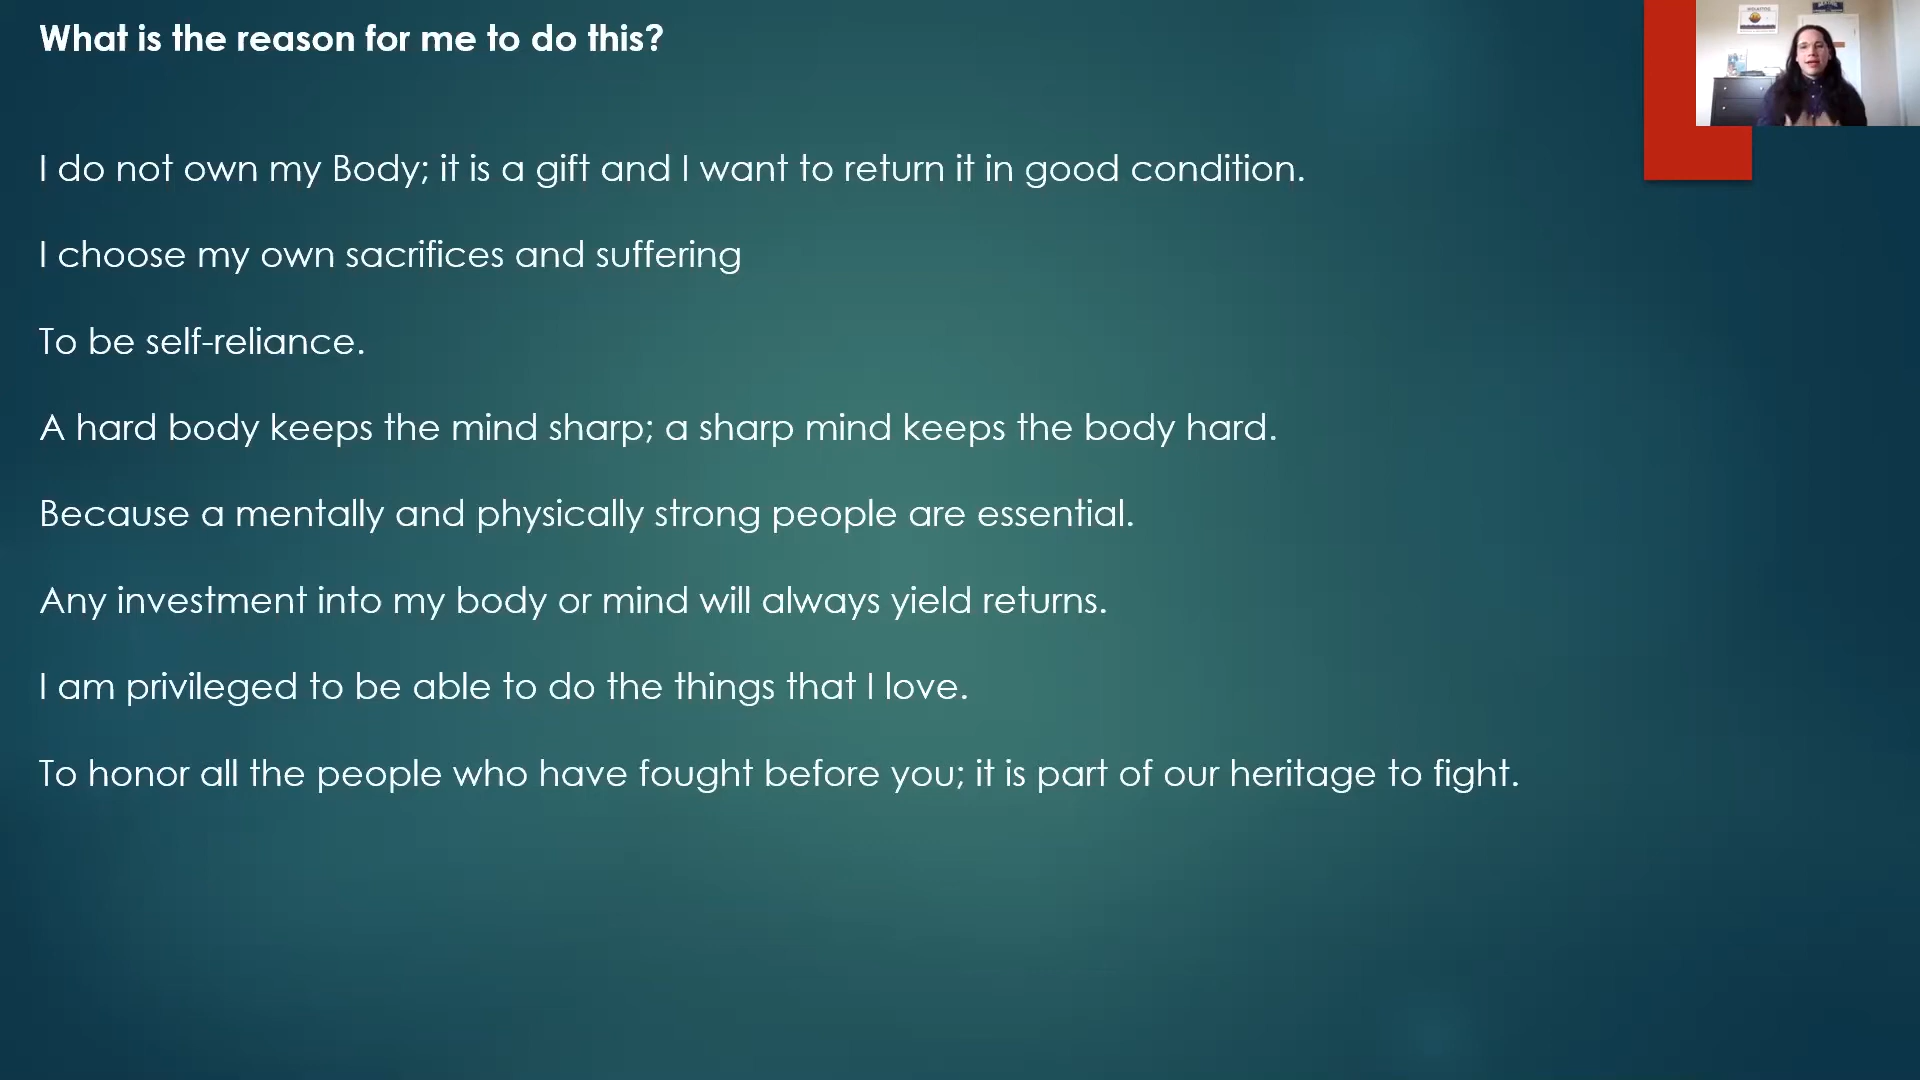 What is the reason for me to do this?
I do not own my Body; it is a gift and I want to return it in good condition.
I choose my own sacrifices and suffering
To be self-reliance.
A hard body keeps the mind sharp; a sharp mind keeps the body hard.
Because a mentally and physically strong people are essential.
Any investment into my body or mind will always yield returns.
I am privileged to be able to do the things that I love.
To honor all the people who have fought before you; it is part of our heritage to fight.